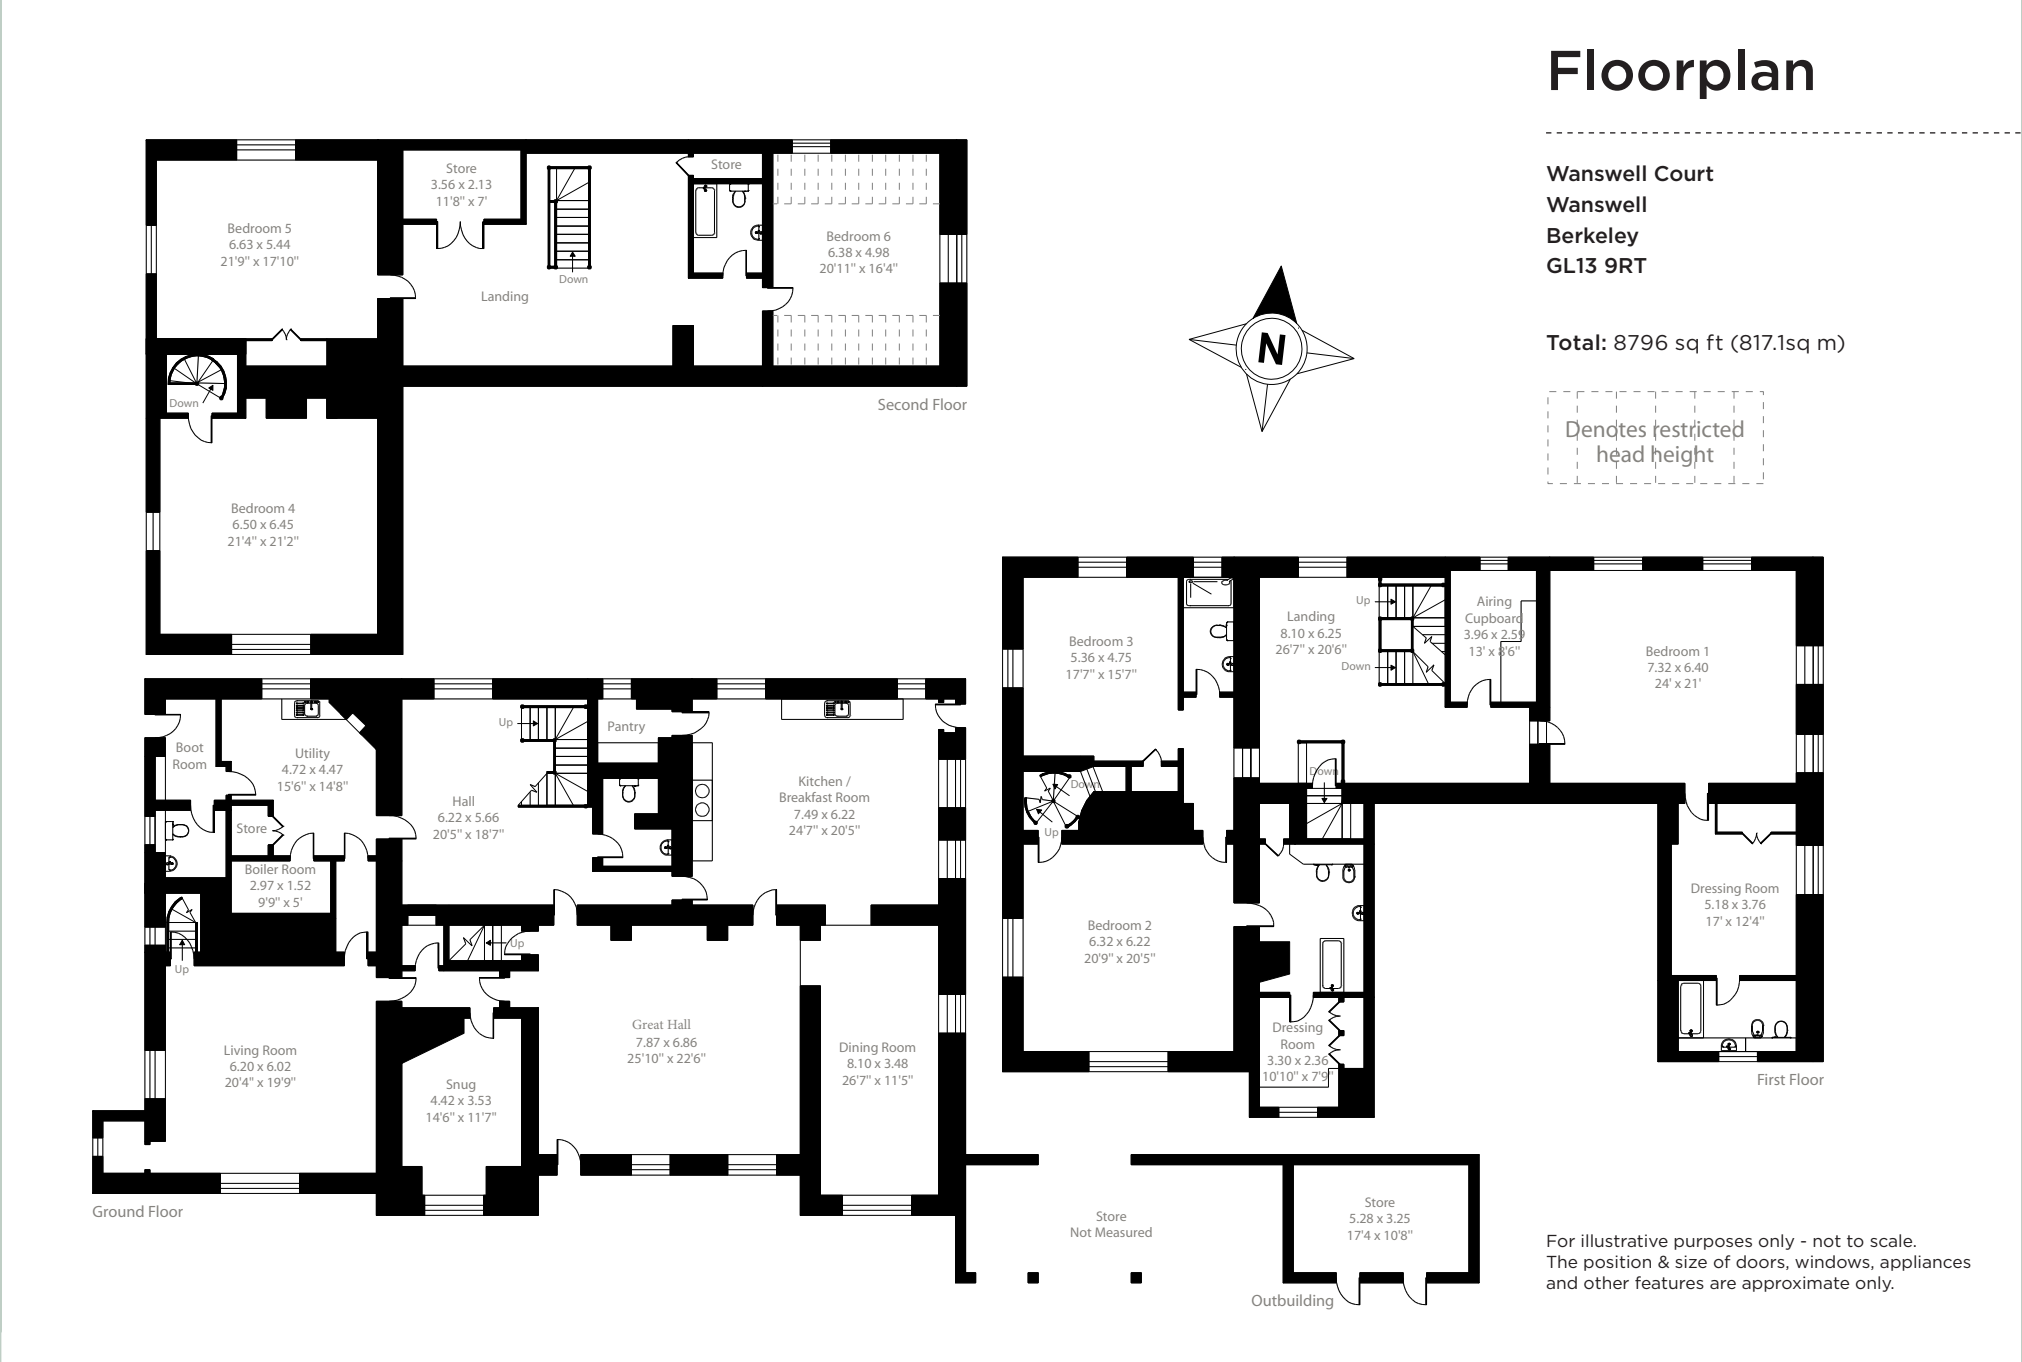 Floorplan
Wanswell Court
Wanswell
Berkeley
GL13 9RT
Total: 8796 sq ft (817.1sq m)
Denotes restricted
head height
N
Store
3.56 x 2.13
11'8" x 7'
Store
Bedroom 5
6.63 x 5.44
21'9" x 17'10"
Bedroom 6
6.38 x 4.98
20'11" x 16'4"
Down
Landing
Down
Second Floor
Bedroom 4
6.50 x 6.45
21'4" x 21'2"
Bedroom 3
5.36 x 4.75
17'7" x 15'7"
Landing
8.10 x 6.25
26'7" x 20'6"
Up
Down
Airing
Cupboard
3.96 x 2.59
13' x 8'6"
Bedroom 1
7.32 x 6.40
24' x 21'
Down
Down
Up
Bedroom 2
6.32 x 6.22
20'9" x 20'5"
Dressing Room
5.18 x 3.76
17' x 12'4"
Dressing
Room
3.30 x 2.36
10'10" x 7'9"
First Floor
Boot
Room
Utility
4.72 x 4.47
15'6" x 14'8"
Up
Pantry
Hall
6.22 x 5.66
20'5" x 18'7"
Kitchen /
Breakfast Room
7.49 x 6.22
24'7" x 20'5"
Store
Boiler Room
2.97 x 1.52
9'9" x 5'
Up
Up
Living Room
6.20 x 6.02
20'4" x 19'9"
Snug
4.42 x 3.53
14'6" x 11'7"
Great Hall
7.87 x 6.86
25'10" x 22'6"
Dining Room
8.10 x 3.48
26'7" x 11'5"
Ground Floor
Store
Not Measured
Store
5.28 x 3.25
17'4 x 10'8"
Outbuilding
For illustrative purposes only - not to scale.
The position & size of doors, windows, appliances
and other features are approximate only.